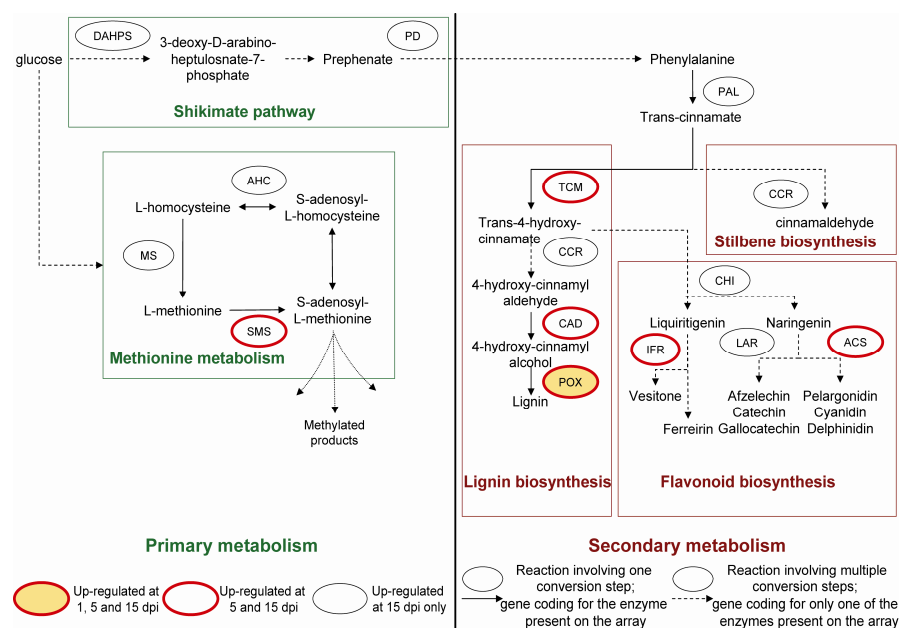 DAHPS
PD
glucose
3-deoxy-D-arabino-
heptulosnate-7-
phosphate
Prephenate
Phenylalanine
Shikimate pathway
PAL
Trans-cinnamate
AHC
L-homocysteine
S-adenosyl-
L-homocysteine
MS
L-methionine
S-adenosyl-
L-methionine
SMS
Methionine metabolism
Methylated
products
TCM
Trans-4-hydroxy-
cinnamate
CCR
4-hydroxy-cinnamyl
aldehyde
CAD
4-hydroxy-cinnamyl
alcohol
POX
Lignin
Lignin biosynthesis
CCR
cinnamaldehyde
Stilbene biosynthesis
CHI
Liquiritigenin
Naringenin
IFR
LAR
ACS
Vesitone
Ferreirin
Afzelechin
Catechin
Gallocatechin
Pelargonidin
Cyanidin
Delphinidin
Flavonoid biosynthesis
Primary metabolism
Secondary metabolism
Up-regulated at
1, 5 and 15 dpi
Up-regulated at
5 and 15 dpi
Up-regulated
at 15 dpi only
Reaction involving one
conversion step;
gene coding for the enzyme
present on the array
Reaction involving multiple
conversion steps;
gene coding for only one of the
enzymes present on the array